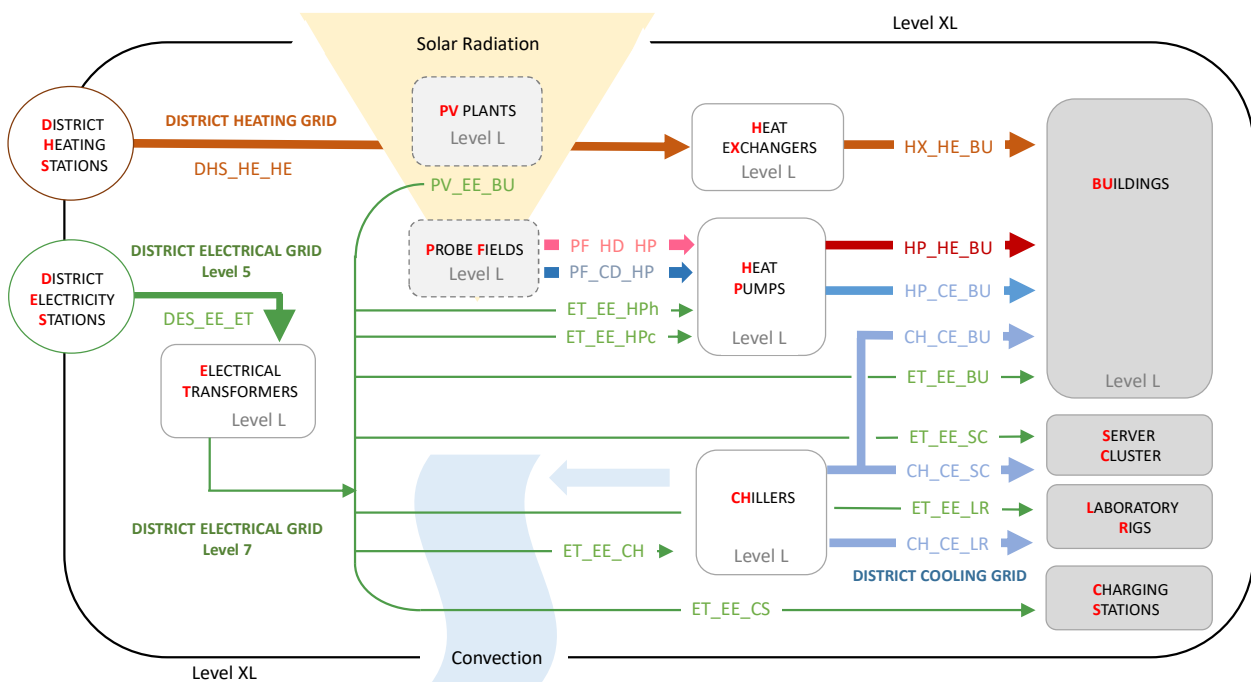 Level XL
Solar Radiation
DISTRICT
HEATING
STATIONS
DISTRICT HEATING GRID
DHS_HE_HE
PV PLANTS
Level L
HEAT
EXCHANGERS
Level L
HX_HE_BU
BUILDINGS
Level L
PV_EE_BU
DISTRICT
ELECTRICITY
STATIONS
DISTRICT ELECTRICAL GRID
Level 5
DES_EE_ET
PROBE FIELDS
Level L
PF_HD_HP
PF_CD_HP
ET_EE_HPh
ET_EE_HPc
HEAT
PUMPS
Level L
HP_HE_BU
HP_CE_BU
CH_CE_BU
ET_EE_BU
ELECTRICAL
TRANSFORMERS
Level L
ET_EE_SC
CH_CE_SC
SERVER
CLUSTER
CHILLERS
Level L
ET_EE_LR
CH_CE_LR
LABORATORY
RIGS
DISTRICT ELECTRICAL GRID
Level 7
ET_EE_CH
DISTRICT COOLING GRID
ET_EE_CS
CHARGING
STATIONS
Convection
Level XL